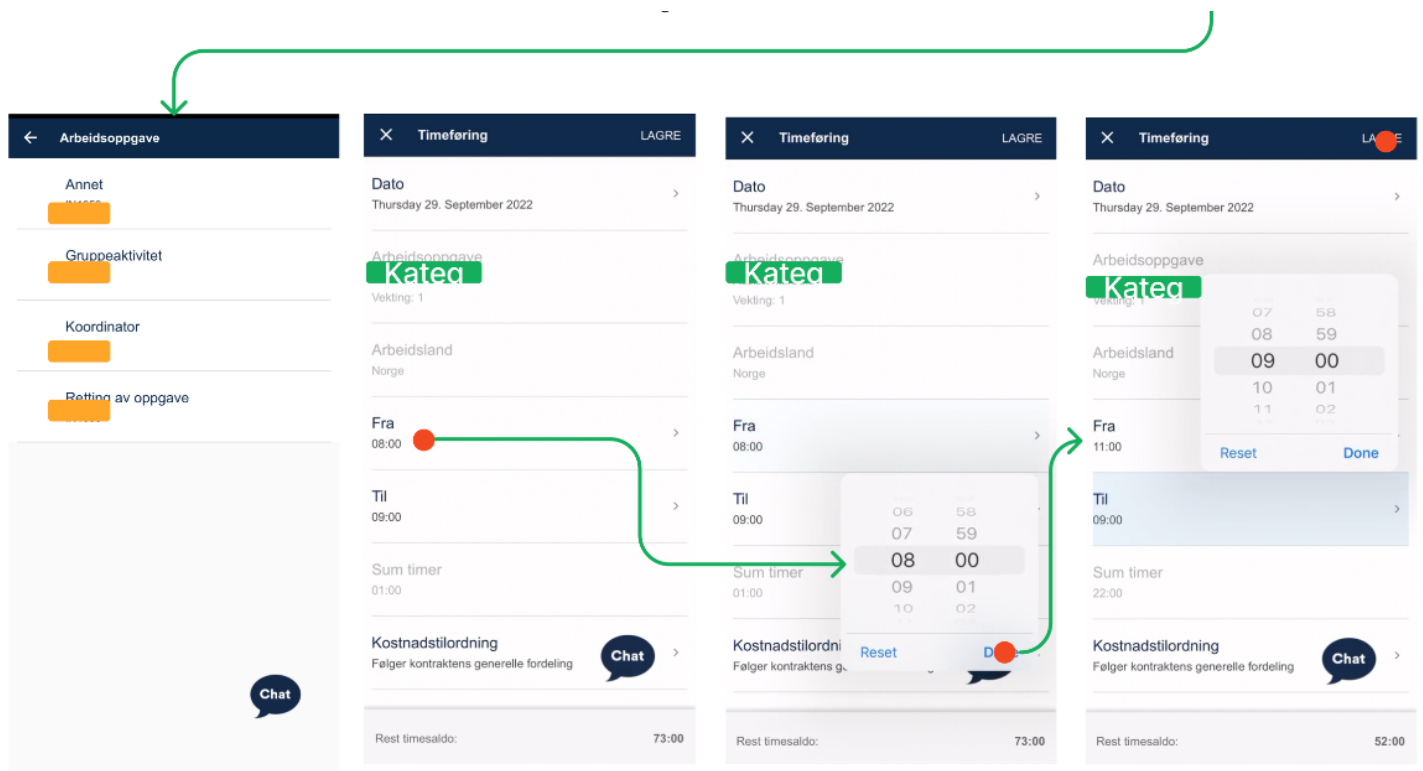 Arbeidsoppgave
Annet
Gruppeaktivitet
Koordinator
Retting av oppgave
Chat
Timeføring
LAGRE
Dato
Thursday 29. September 2022
Arbeidsoppgave
Kateg
Vekting: 1
Arbeidsland
Norge
Fra
08:00
Til
09:00
Sum timer
01:00
Kostnadstilordning
Følger kontraktens generelle fordeling
Chat
Rest timesaldo:
73:00
Timeføring
LAGRE
Dato
Thursday 29. September 2022
Arbeidsoppgave
Kateg
Vekting: 1
Arbeidsland
Norge
Fra
08:00
Til
09:00
06 58
07 59
08 00
09 01
10 02
Reset
Sum timer
01:00
Kostnadstilordni
Følger kontraktens g
Rest timesaldo:
73:00
Timeføring
Dato
Thursday 29. September 2022
Arbeidsoppgave
Kateg
Vekting: 1
Arbeidsland
Norge
07 58
08 59
09 00
10 01
11 02
Reset Done
Fra
11:00
Til
09:00
Sum timer
22:00
Kostnadstilordning
Følger kontraktens generelle fordeling
Chat
Rest timesaldo:
52:00